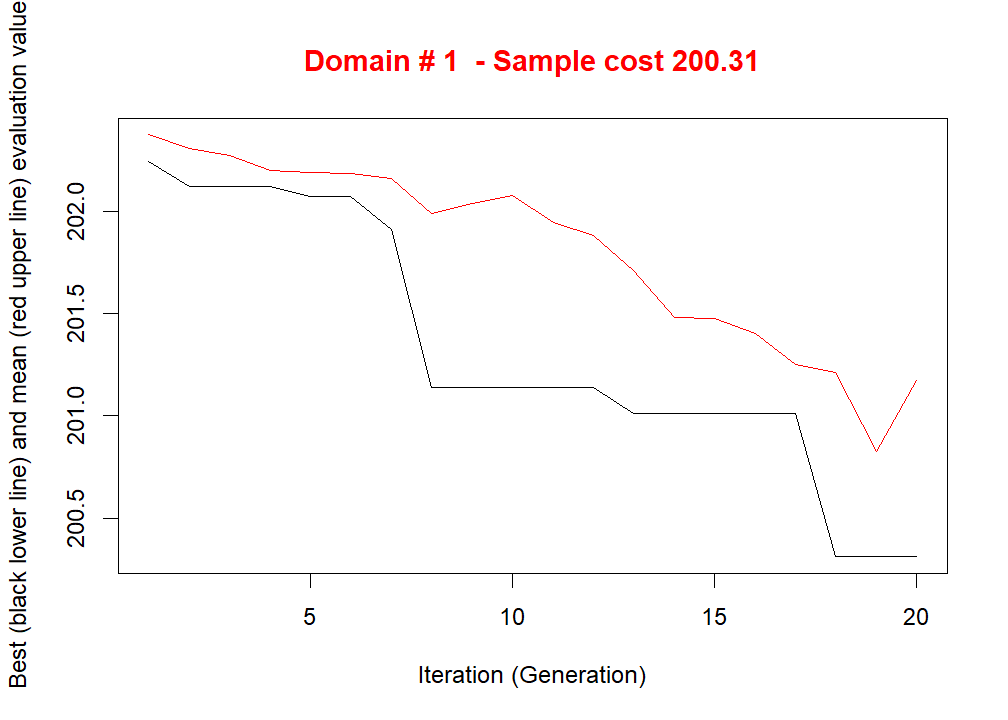 Domain # 1  - Sample cost 200.31
Best (black lower line) and mean (red upper line) evaluation value
202.0
201.5
201.0
200.5
5 10 15 20
Iteration (Generation)